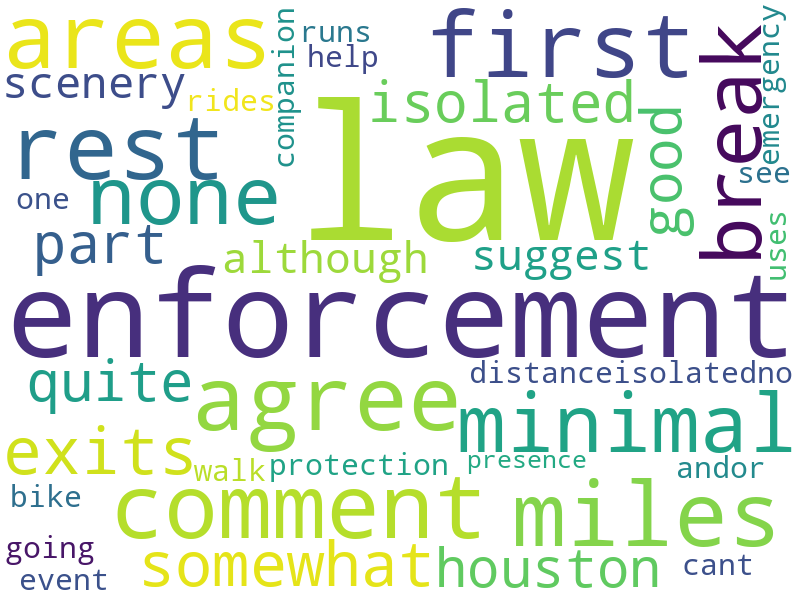 areas
first
break
companion
runs
help
emergency
scenery
rides
isolated
law
good
rest
none
see
one
part
although
suggest
uses
enforcement
quite
agree
distanceisolatedno
minimal
exits
walk
protection
presence
andor
bike
comment
miles
going
event
somewhat
houston
cant